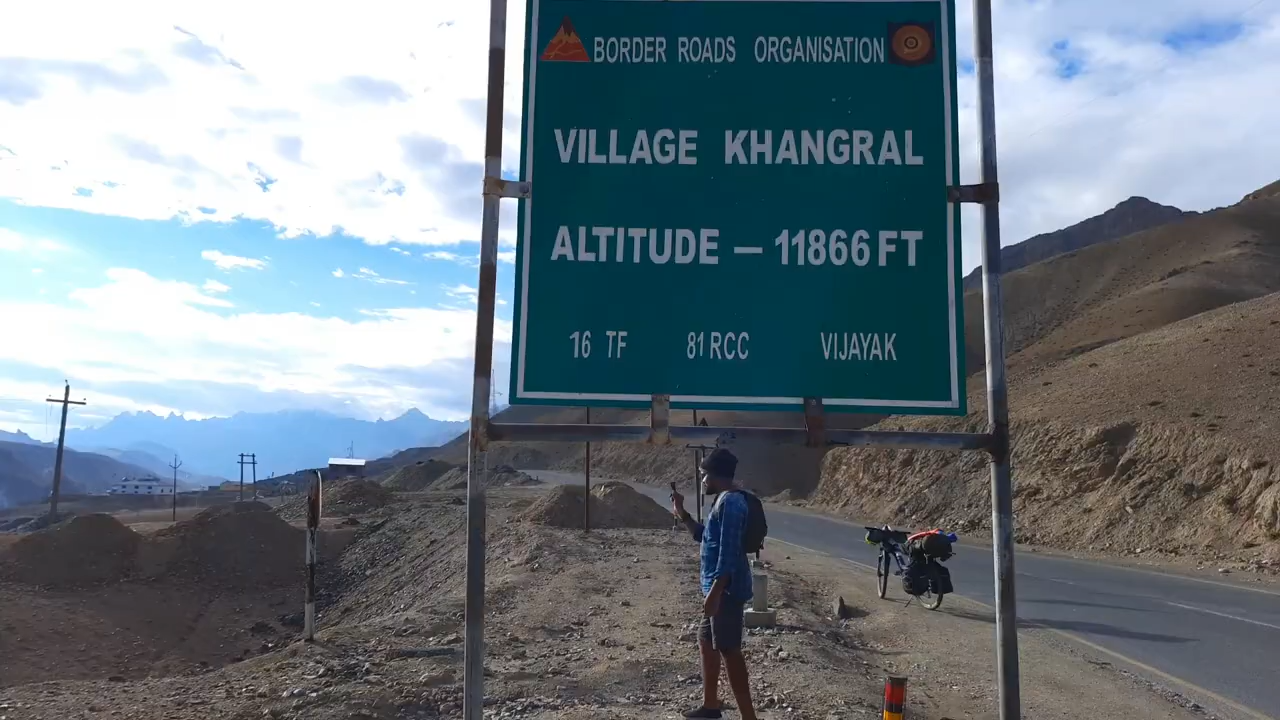 BORDER ROADS ORGANISATION
VILLAGE KHANGRAL
ALTITUDE — 11866 FT
16 TF 81 RCC VIJAYAK